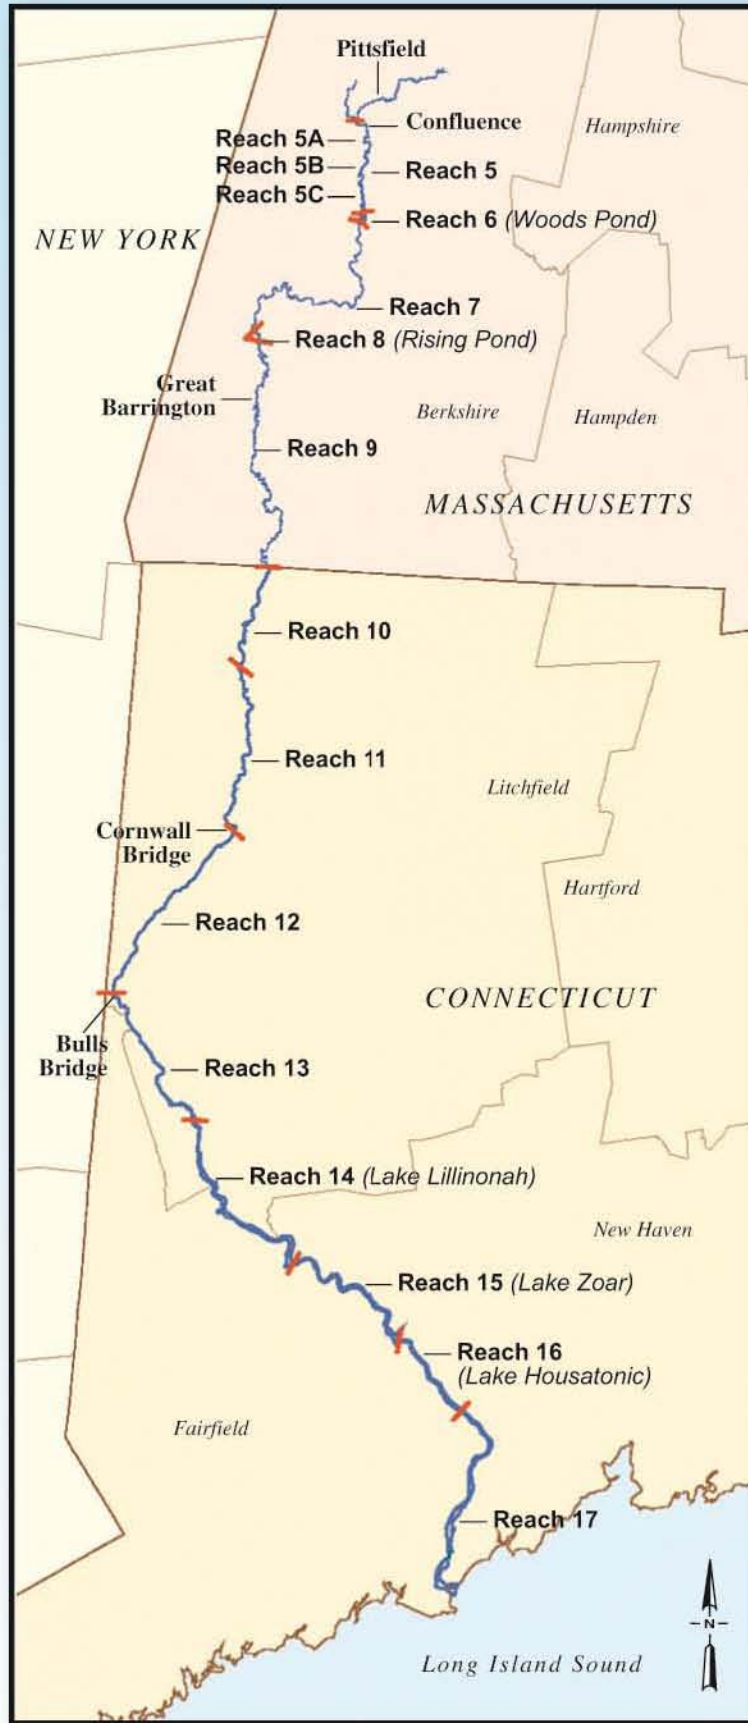 Pittsfield
Confluence
Hampshire
Reach 5A
Reach 5B
Reach 5
Reach 5C
Reach 6 (Woods Pond)
NEW YORK
Reach 7
Reach 8 (Rising Pond)
Great
Barrington
Berkshire
Hampden
Reach 9
MASSACHUSETTS
Reach 10
Reach 11
Litchfield
Cornwall
Bridge
Hartford
Reach 12
CONNECTICUT
Bulls
Bridge
Reach 13
Reach 14 (Lake Lillinonah)
New Haven
Reach 15 (Lake Zoar)
Reach 16
(Lake Housatonic)
Fairfield
Reach 17
N
Long Island Sound